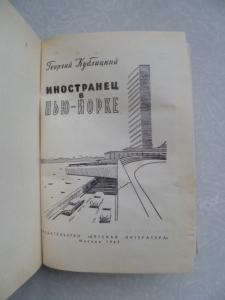 Георгий Кублицкий
ИНОСТРАНЕЦ
в
НЬЮ-ЙОРКЕ
ИЗДАТЕЛЬСТВО «ДЕТСКАЯ ЛИТЕРАТУРА»
Москва